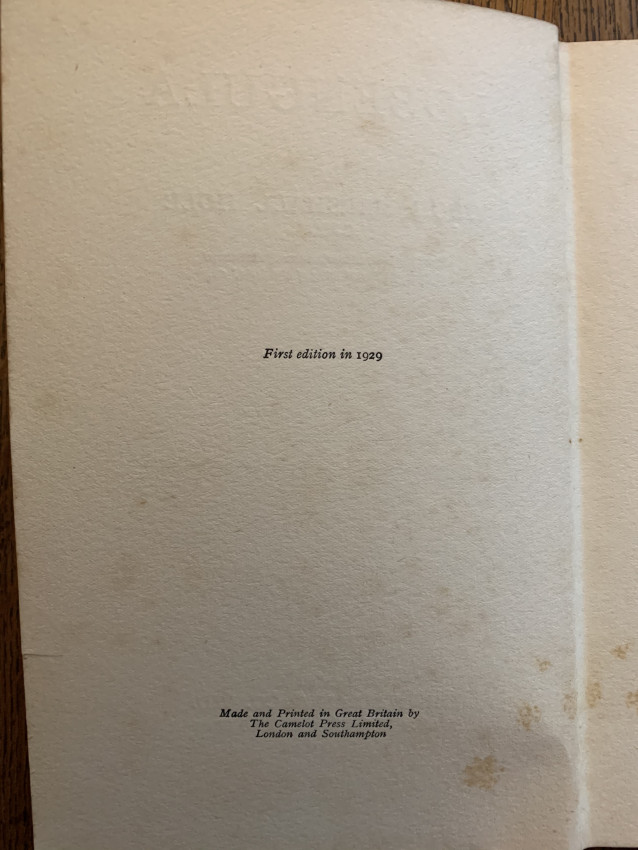 First edition in 1929
Made and Printed in Great Britain by
The Camelot Press Limited,
London and Southampton